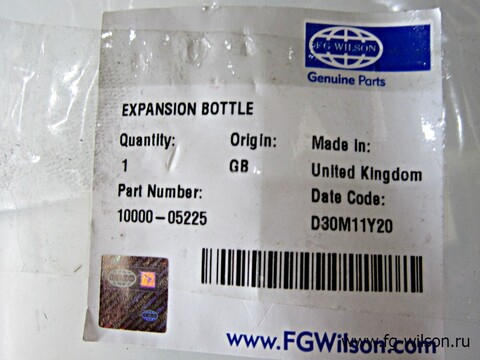 FG WILSON
Genuine Parts
EXPANSION BOTTLE
Quantity: Origin: Made in:
1 GB United Kingdom
Part Number: Date Code:
10000-05225 D30M11Y20
www.FGWilson.com
www.fg-wilson.ru